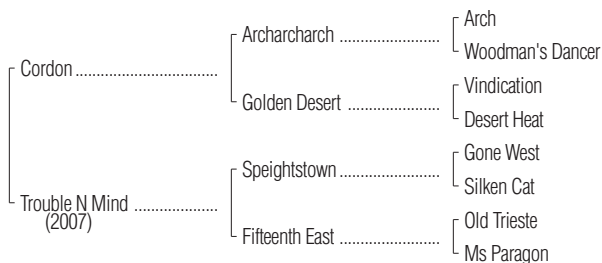 Arch
Archarcharch ........................
Woodman's Dancer
Cordon ..................................
Vindication
Golden Desert ......................
Desert Heat
Gone West
Speightstown ........................
Silken Cat
Trouble N Mind ....................
(2007)
Old Trieste
Fifteenth East ........................
Ms Paragon